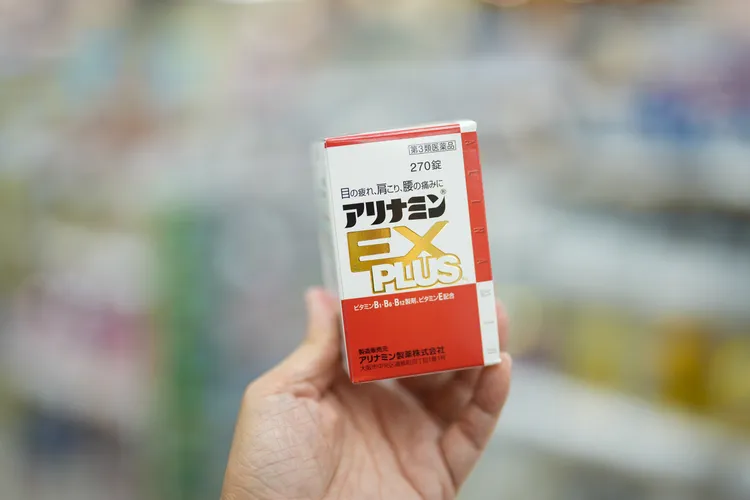 第3類医薬品
270錠
目の疲れ、肩こり、腰の痛みに
アリナミン®
EX
PLUS
ビタミンB1・B6・B12製剤、ビタミンE配合
製造販売元
アリナミン製薬株式会社
ALINA